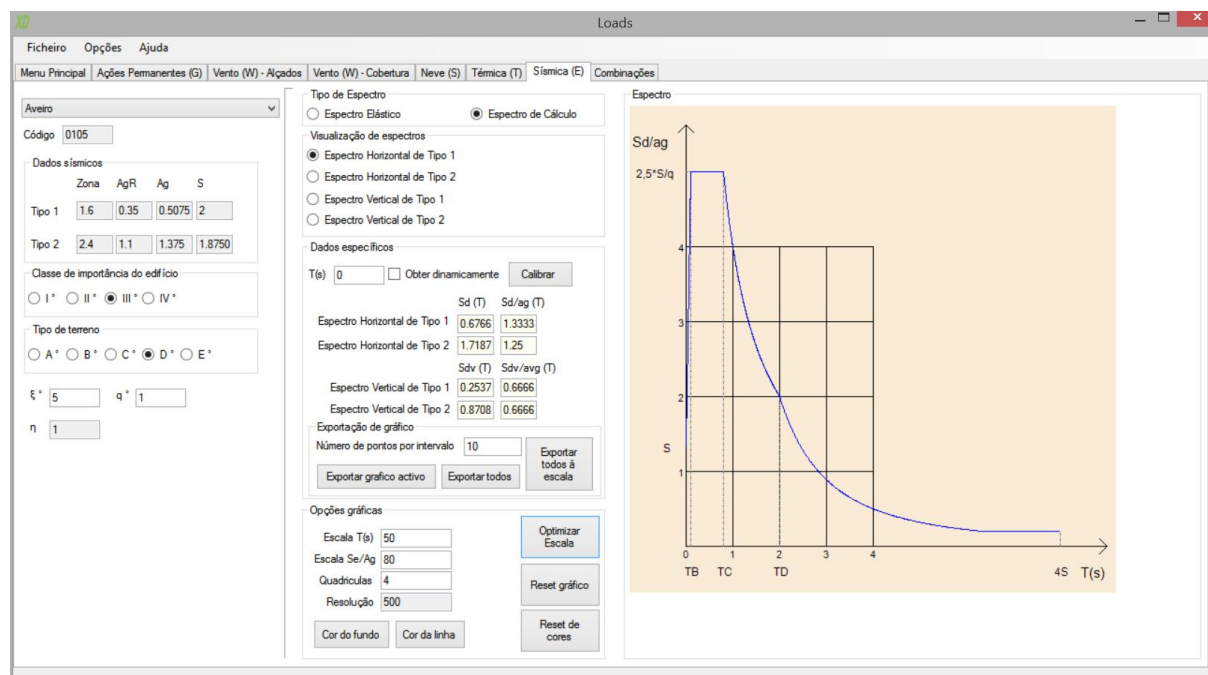 XD
Loads
Ficheiro Opções Ajuda
Menu Principal Ações Permanentes (G) Vento (W) - Alçados Vento (W) - Cobertura Neve (S) Térmica (T) Sísmica (E) Combinações
Aveiro
Código 0105
Dados sísmicos
Zona AgR Ag S
Tipo 1 1.6 0.35 0.5075 2
Tipo 2 2.4 1.1 1.375 1.8750
Classe de importância do edifício
I° II° III° IV°
Tipo de terreno
A° B° C° D° E°
ξ° 5 q° 1
η 1
Tipo de Espectro
Espectro Elástico Espectro de Cálculo
Visualização de espectros
Espectro Horizontal de Tipo 1
Espectro Horizontal de Tipo 2
Espectro Vertical de Tipo 1
Espectro Vertical de Tipo 2
Dados específicos
T(s) 0 Obter dinamicamente Calibrar
Sd (T) Sd/ag (T)
Espectro Horizontal de Tipo 1 0.6766 1.3333
Espectro Horizontal de Tipo 2 1.7187 1.25
Sdv (T) Sdv/avg (T)
Espectro Vertical de Tipo 1 0.2537 0.6666
Espectro Vertical de Tipo 2 0.8708 0.6666
Exportação de gráfico
Número de pontos por intervalo 10
Exportar grafico activo Exportar todos
Exportar
todos à
escala
Opções gráficas
Escala T(s) 50
Escala Se/Ag 80
Quadriculas 4
Resolução 500
Cor do fundo Cor da linha
Optimizar
Escala
Reset gráfico
Reset de
cores
Espectro
Sd/ag
2,5*S/q
4
3
2
S
1
0 1 2 3 4
TB TC TD 4S T(s)